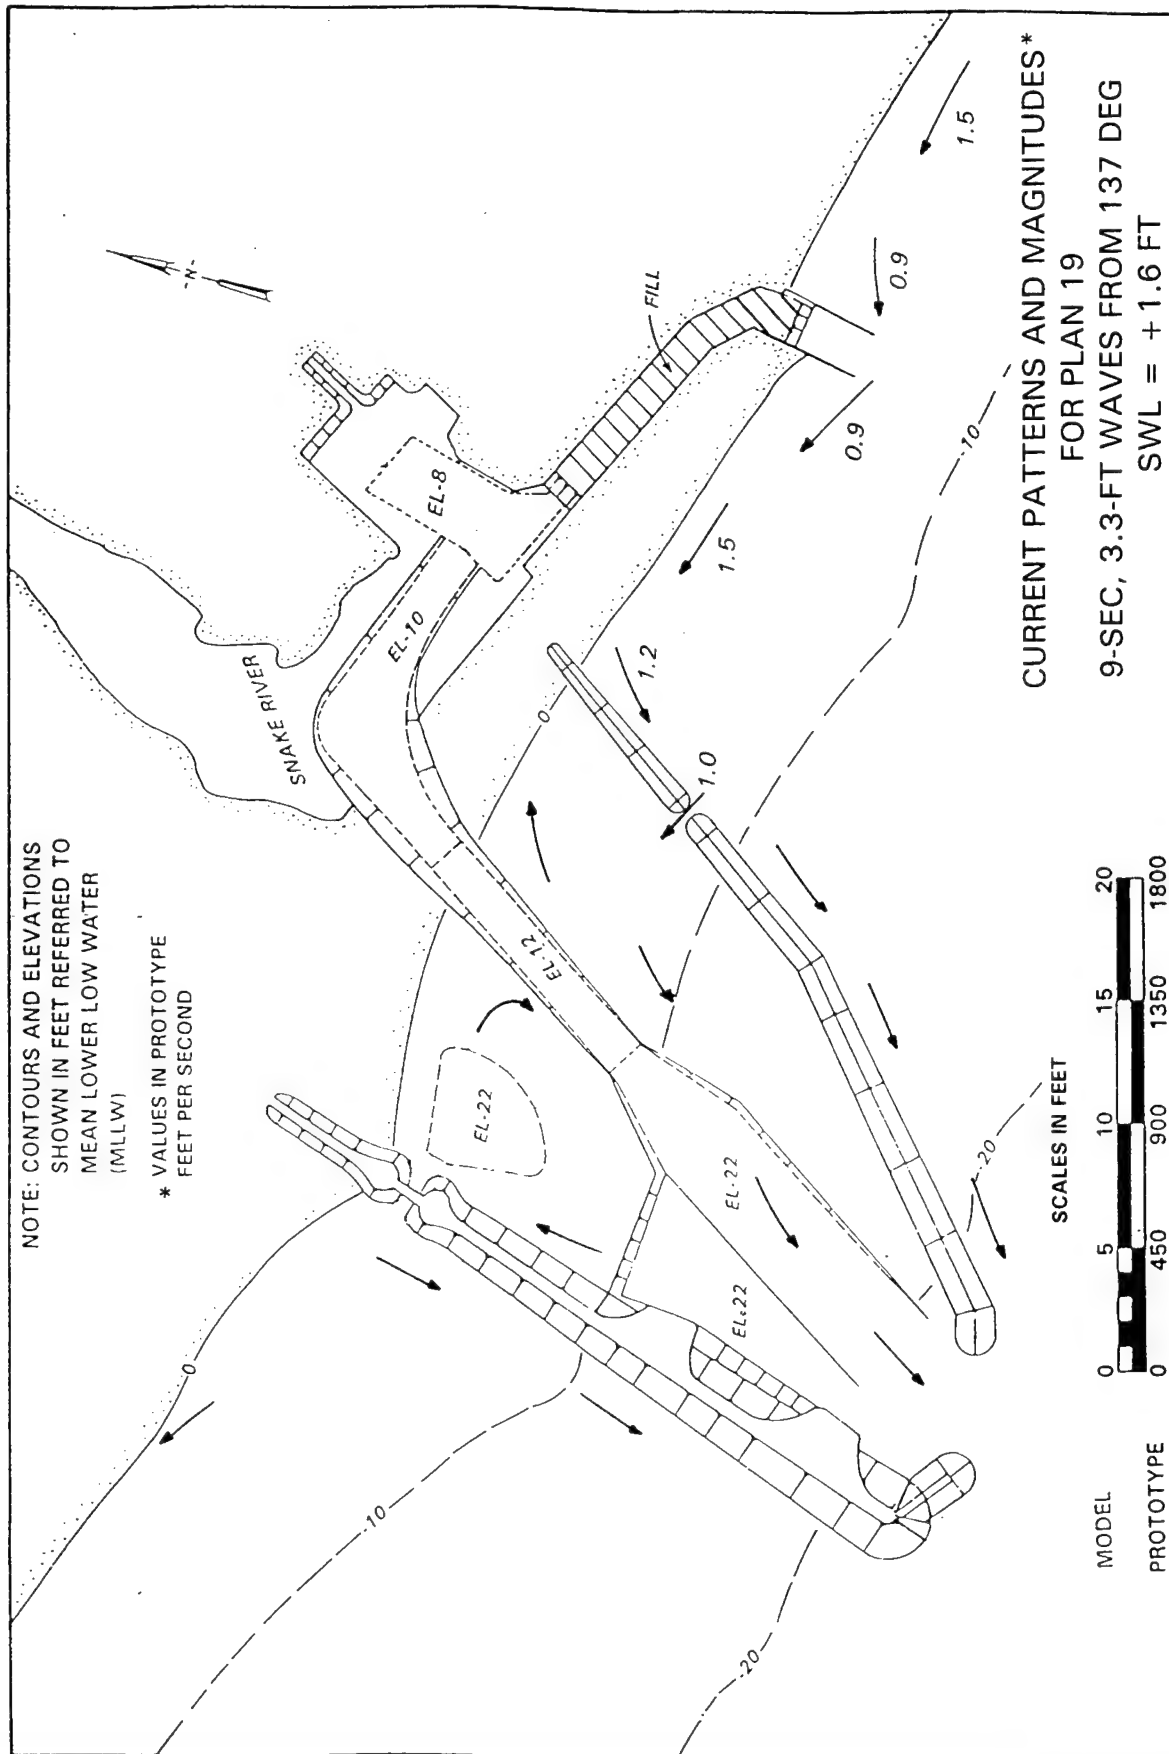 NOTE: CONTOURS AND ELEVATIONS
SHOWN IN FEET REFERRED TO
MEAN LOWER LOW WATER
(MLLW)
* VALUES IN PROTOTYPE
FEET PER SECOND
-N-
SNAKE RIVER
EL-8
EL-10
EL-12
EL-22
EL-22
EL-22
FILL
0
-10
-20
0
-10
-20
1.0
1.2
1.5
0.9
0.9
1.5
SCALES IN FEET
MODEL 0 5 10 15 20
PROTOTYPE 0 450 900 1350 1800
CURRENT PATTERNS AND MAGNITUDES*
FOR PLAN 19
9-SEC, 3.3-FT WAVES FROM 137 DEG
SWL = +1.6 FT